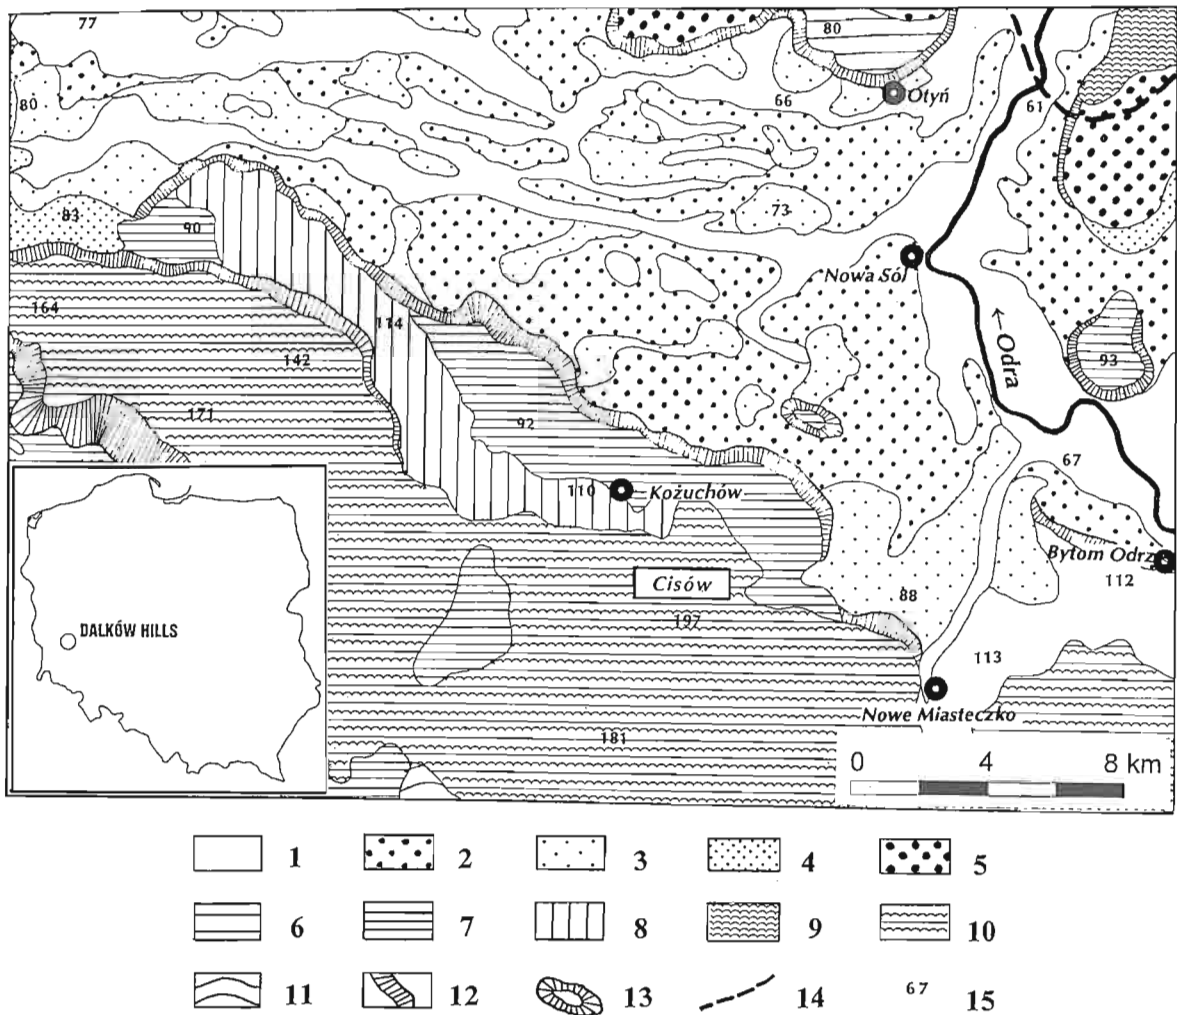 77
80
66
Otyń
61
80
83
90
73
Nowa Sól
164
114
← Odra
142
93
171
92
67
110
Kożuchów
Bytom Odrz
112
Cisów
88
197
DALKÓW HILLS
113
Nowe Miasteczko
181
0 4 8 km
1 2 3 4 5
6 7 8 9 10
11 12 13 14 67 15